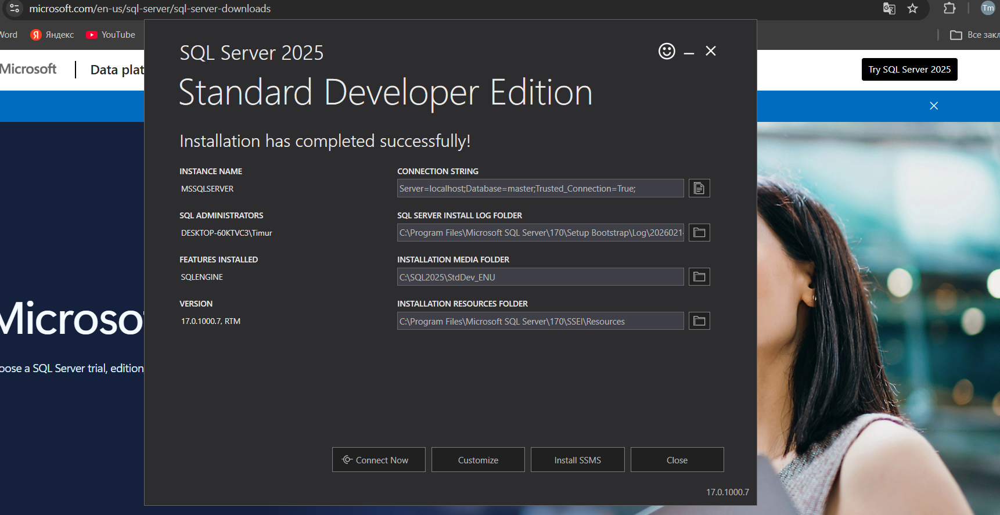 microsoft.com/en-us/sql-server/sql-server-downloads
Tm
Word Яндекс YouTube Все закл
Microsoft Data plat Try SQL Server 2025
SQL Server 2025
Standard Developer Edition
Installation has completed successfully!
INSTANCE NAME
MSSQLSERVER
CONNECTION STRING
Server=localhost;Database=master;Trusted_Connection=True;
SQL ADMINISTRATORS
DESKTOP-60KTVC3\Timur
SQL SERVER INSTALL LOG FOLDER
C:\Program Files\Microsoft SQL Server\170\Setup Bootstrap\Log\2026021
FEATURES INSTALLED
SQLENGINE
INSTALLATION MEDIA FOLDER
C:\SQL2025\StdDev_ENU
VERSION
17.0.1000.7, RTM
INSTALLATION RESOURCES FOLDER
C:\Program Files\Microsoft SQL Server\170\SSEI\Resources
Microso
oose a SQL Server trial, edition
Connect Now
Customize
Install SSMS
Close
17.0.1000.7